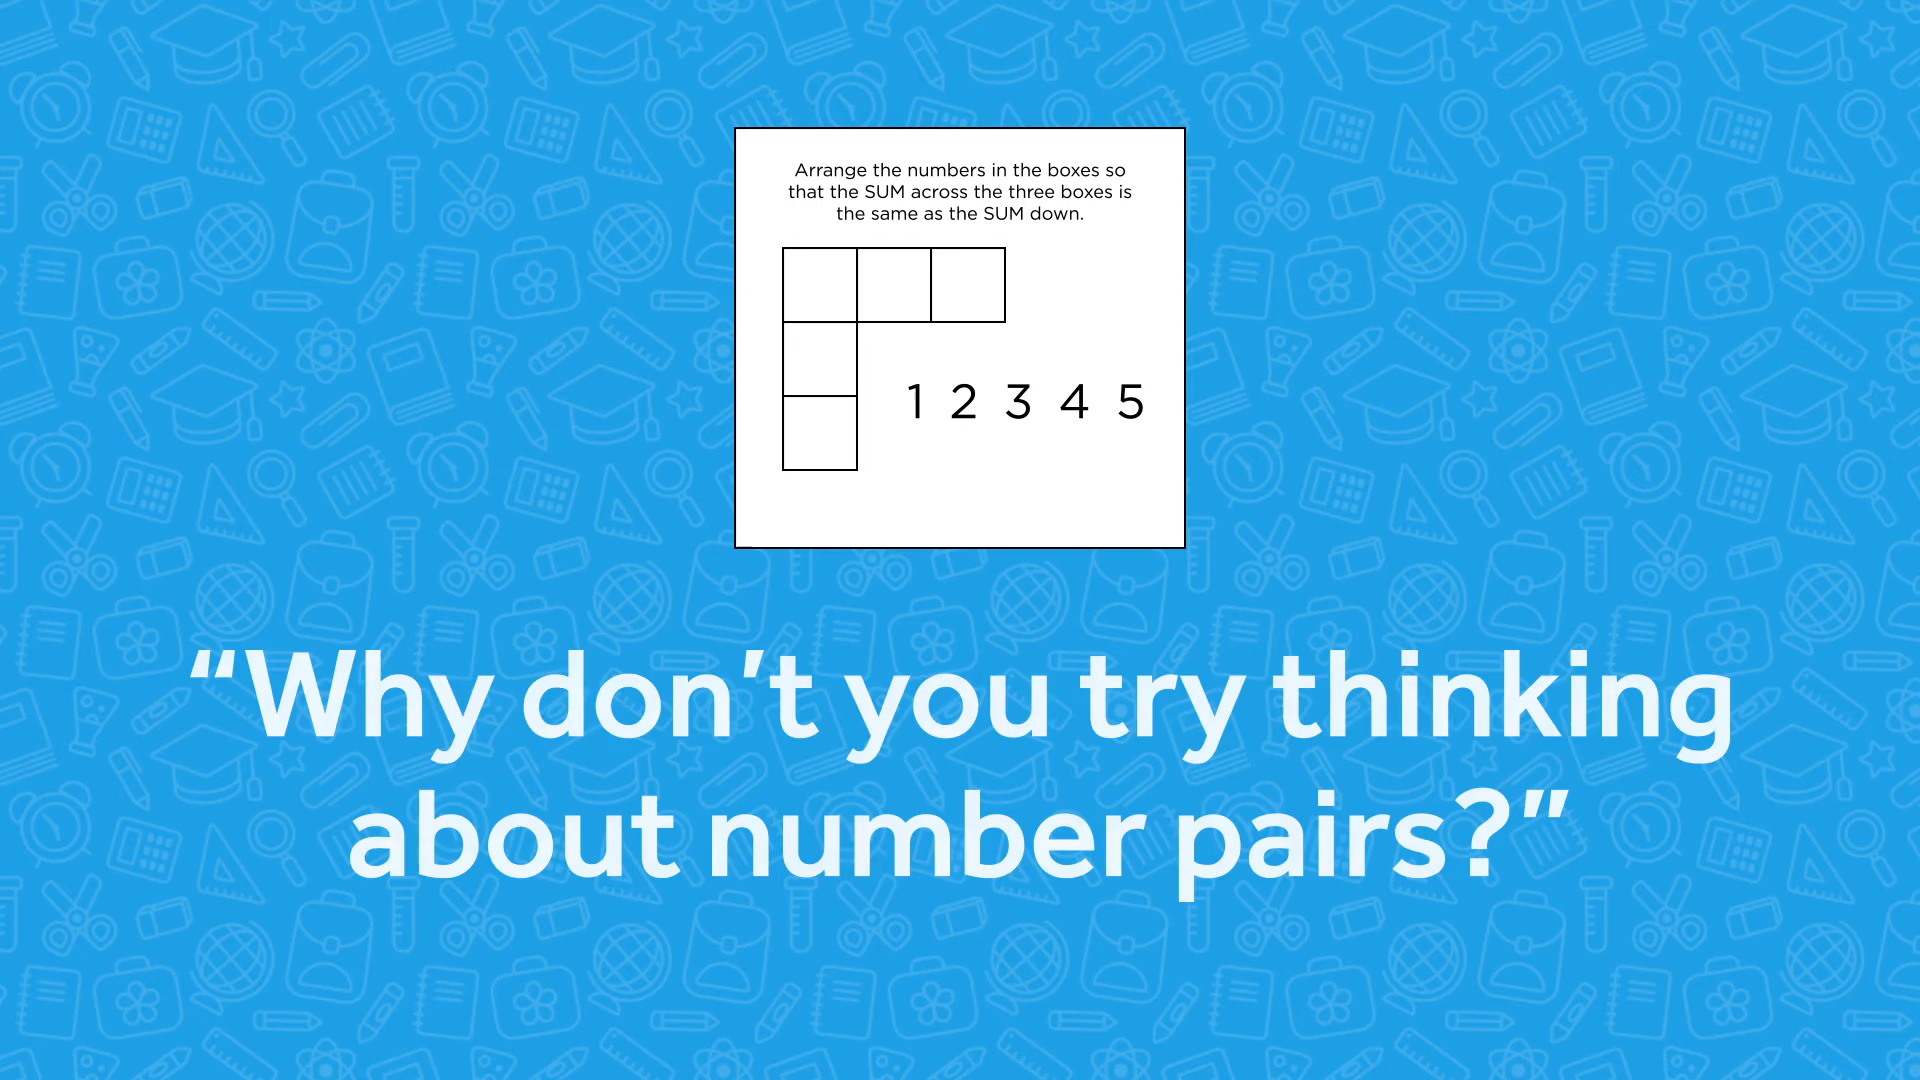 Arrange the numbers in the boxes so
that the SUM across the three boxes is
the same as the SUM down.
1 2 3 4 5
“Why don’t you try thinking
about number pairs?”